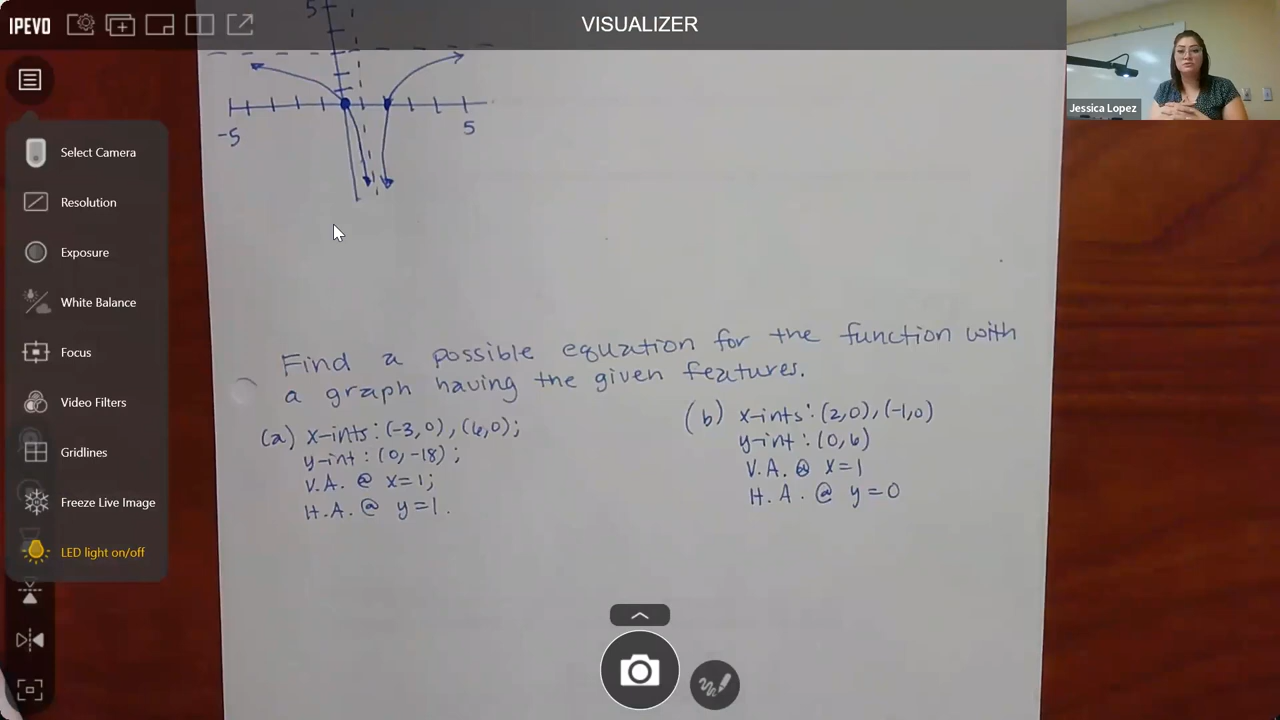 IPEVO
VISUALIZER
Jessica Lopez
Select Camera
Resolution
Exposure
White Balance
Focus
Video Filters
Gridlines
Freeze Live Image
LED light on/off
5
-5
5
Find a possible equation for the function with
a graph having the given features.
(a) x-ints: (-3,0), (6,0);
y-int: (0,-18);
V.A. @ x=1;
H.A. @ y=1.
(b) x-ints: (2,0), (-1,0)
y-int: (0,6)
V.A. @ x=1
H.A. @ y=0